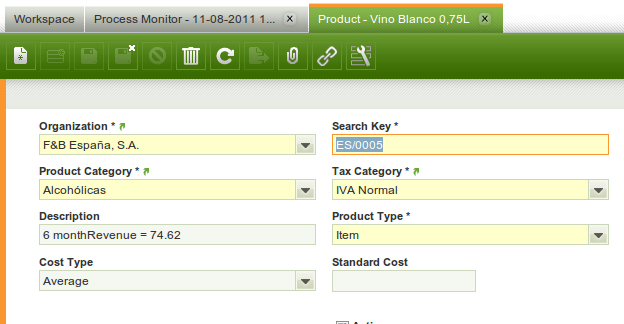 Workspace Process Monitor - 11-08-2011 1... Product - Vino Blanco 0,75L
Organization * Search Key *
F&B España, S.A. ES/0005
Product Category * Tax Category *
Alcohólicas IVA Normal
Description Product Type *
6 monthRevenue = 74.62 Item
Cost Type Standard Cost
Average